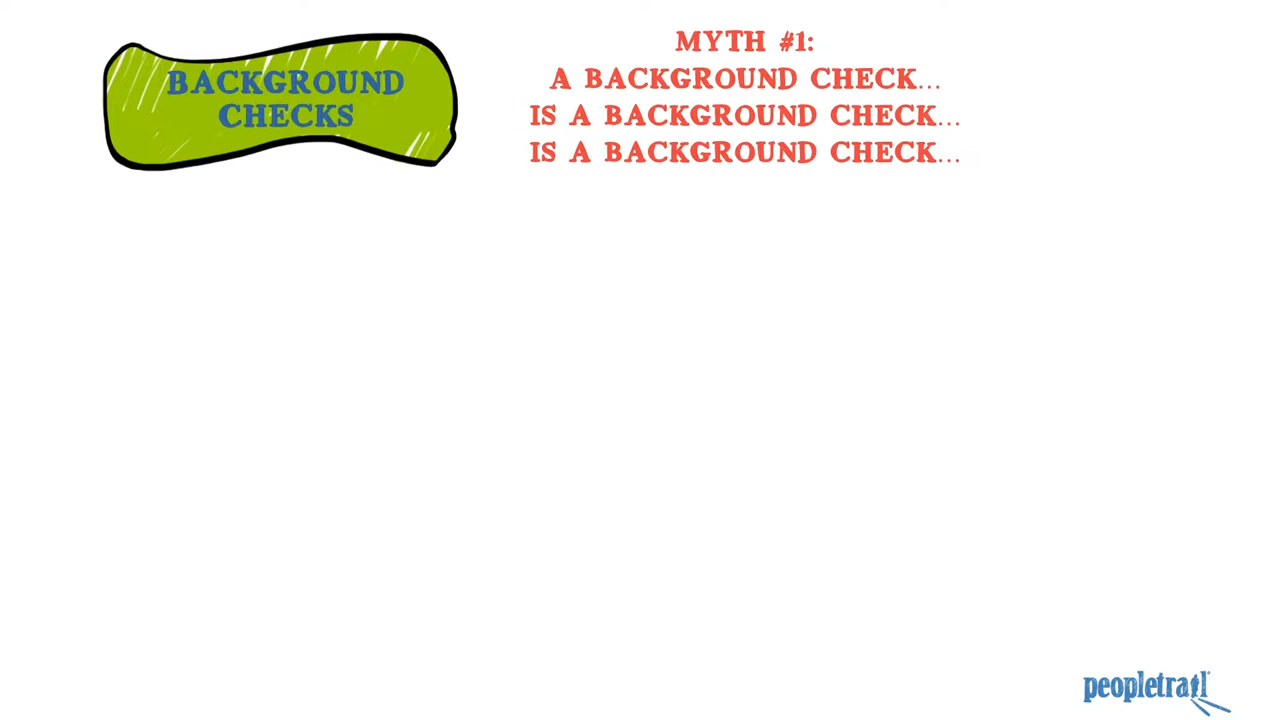 BACKGROUND
CHECKS
MYTH #1:
A BACKGROUND CHECK...
IS A BACKGROUND CHECK...
IS A BACKGROUND CHECK...
peopletrail®